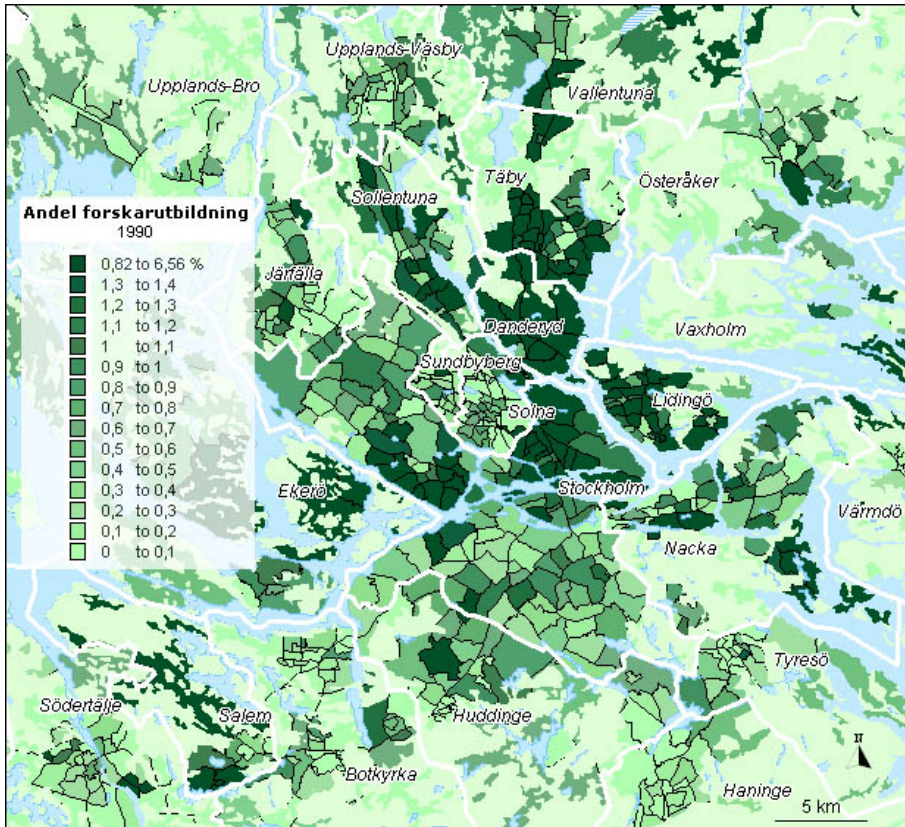 Upplands-Väsby
Upplands-Bro
Vallentuna
Täby
Österåker
Sollentuna
Andel forskarutbildning
1990
0,82 to 6,56 %
1,3 to 1,4
1,2 to 1,3
1,1 to 1,2
1 to 1,1
0,9 to 1
0,8 to 0,9
0,7 to 0,8
0,6 to 0,7
0,5 to 0,6
0,4 to 0,5
0,3 to 0,4
0,2 to 0,3
0,1 to 0,2
0 to 0,1
Järfälla
Danderyd
Vaxholm
Sundbyberg
Solna
Lidingö
Ekerö
Stockholm
Värmdö
Nacka
Tyresö
Södertälje
Salem
Huddinge
Botkyrka
Haninge
N
5 km